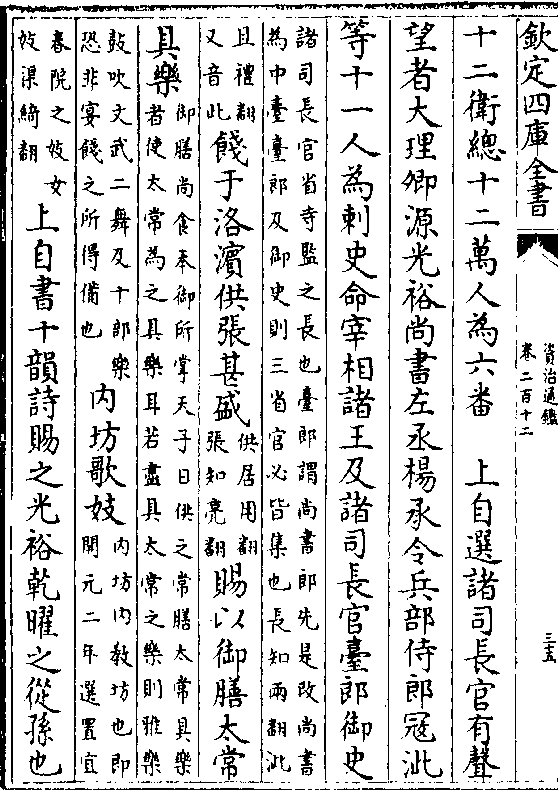 欽定四庫全書
資治通鑑
卷二百十二
三十五
十二衛總十二萬人為六番　上自選諸司長官有聲
望者大理卿源光裕尚書左丞楊承令兵部侍郎冦泚
等十一人為刺史命宰相諸王及諸司長官臺郎御史
諸司長官省寺監之長也臺郎謂尚書郎先是改尚書
為中臺臺郎及御史則三省官必皆集也長知兩翻泚
且禮翻
又音此
餞于洛濱供張甚盛
供居用翻
張知亮翻
賜以御膳太常
具樂
御膳尚食奉御所掌天子日供之常膳太常具樂
者使太常為之具樂耳若盡具太常之樂則雅樂
鼓吹文武二舞及十郎樂
恐非宴餞之所得備也
內坊歌妓
內坊內教坊也即
開元二年選置宜
春院之妓女
妓渠綺翻
上自書十韻詩賜之光裕乾曜之從孫也